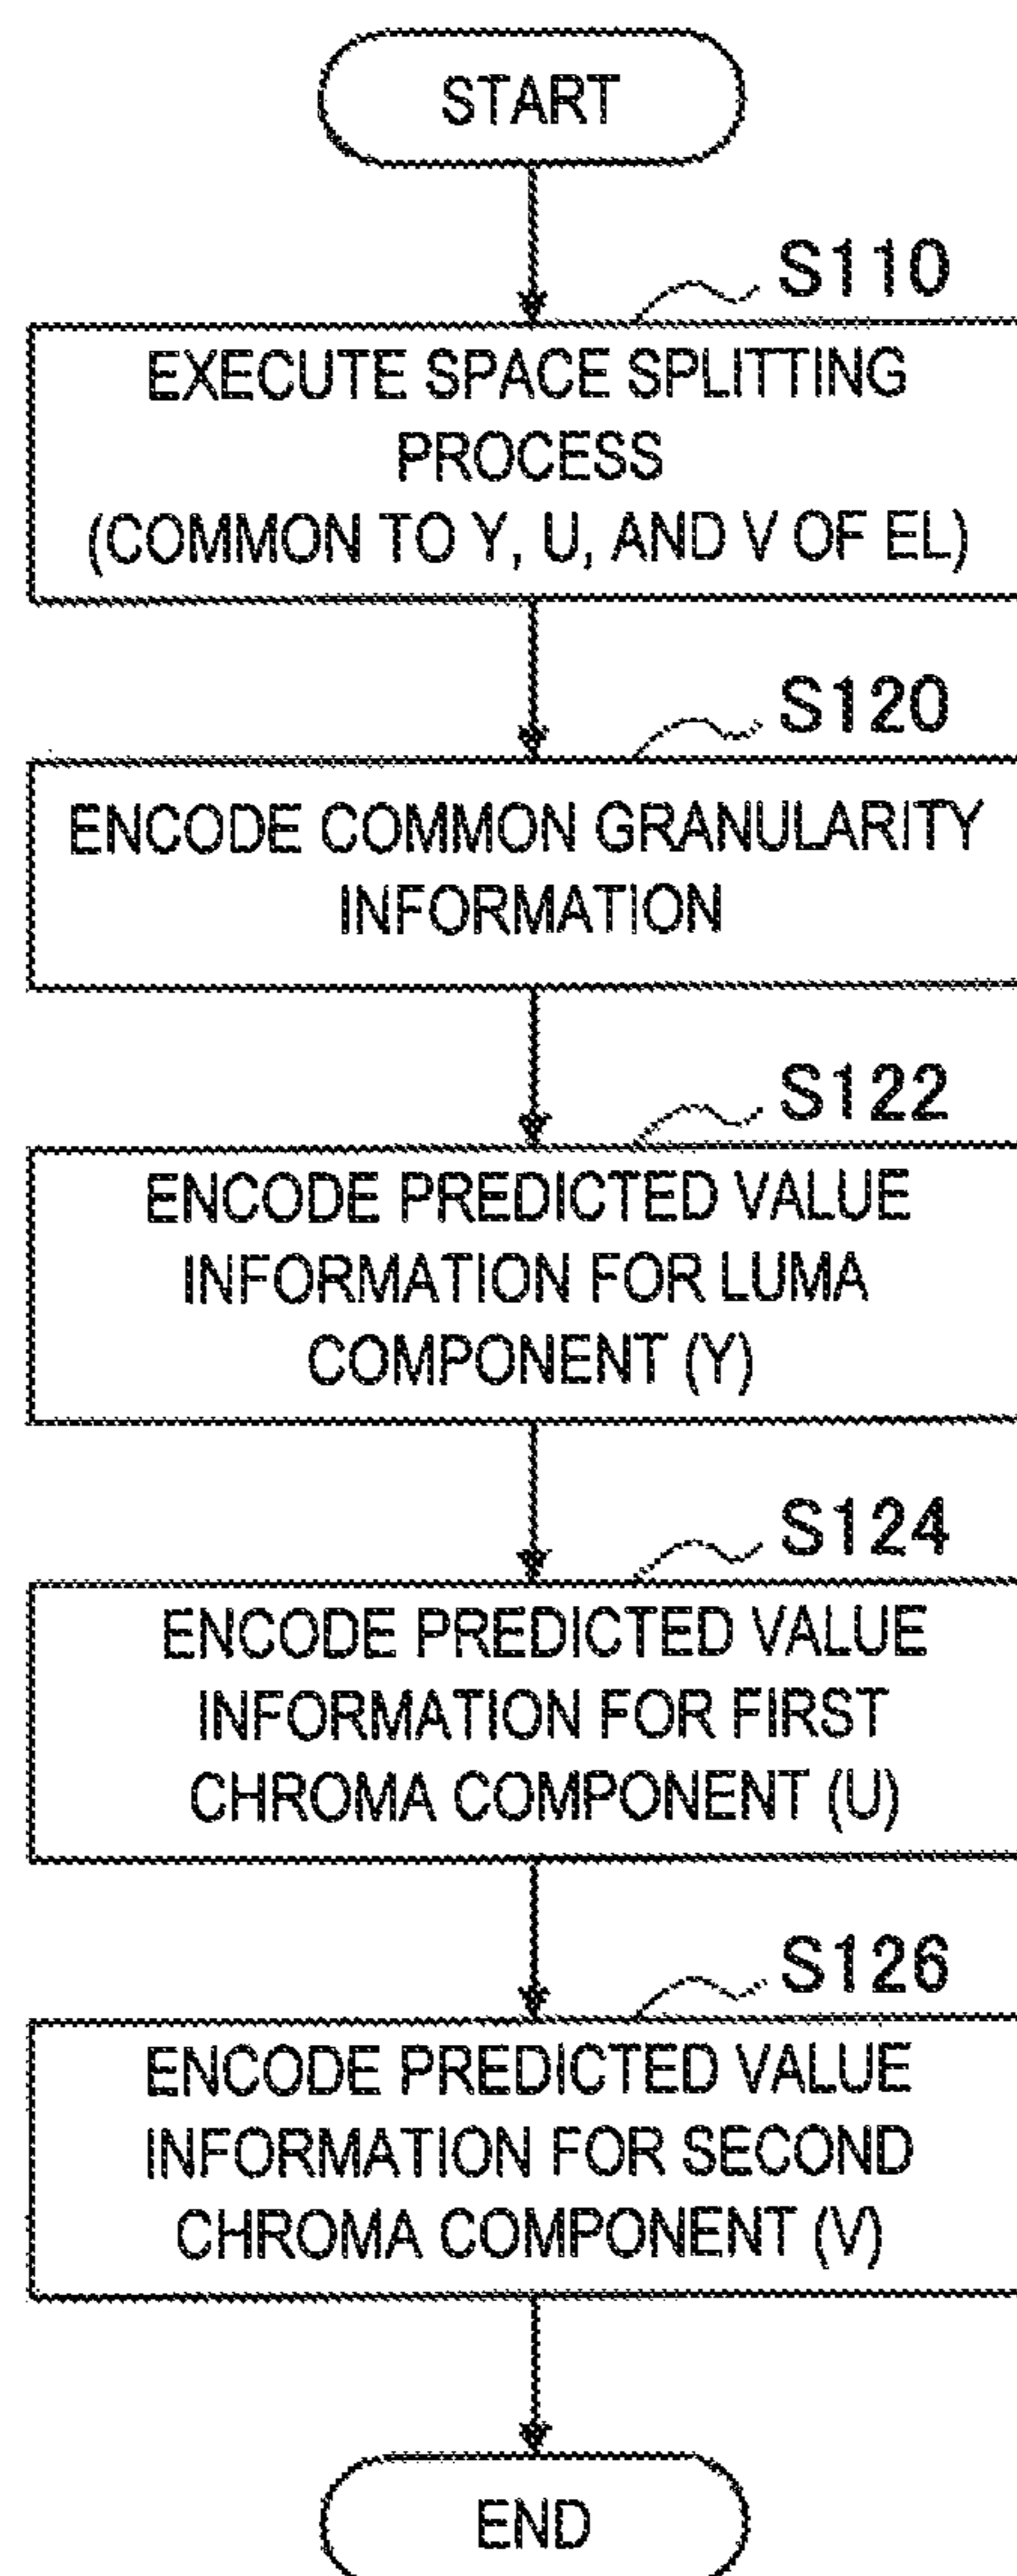 START
S110
EXECUTE SPACE SPLITTING
PROCESS
(COMMON TO Y, U, AND V OF EL)
S120
ENCODE COMMON GRANULARITY
INFORMATION
S122
ENCODE PREDICTED VALUE
INFORMATION FOR LUMA
COMPONENT (Y)
S124
ENCODE PREDICTED VALUE
INFORMATION FOR FIRST
CHROMA COMPONENT (U)
S126
ENCODE PREDICTED VALUE
INFORMATION FOR SECOND
CHROMA COMPONENT (V)
END